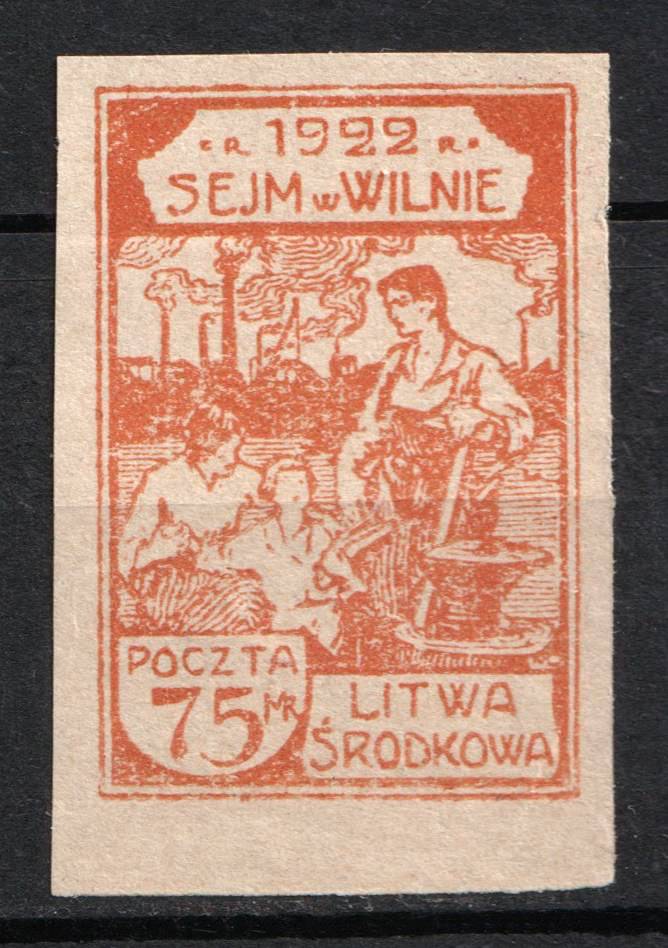 R. 1922 R.
SEJM w WILNIE
POCZTA
75 MK
LITWA
ŚRODKOWA